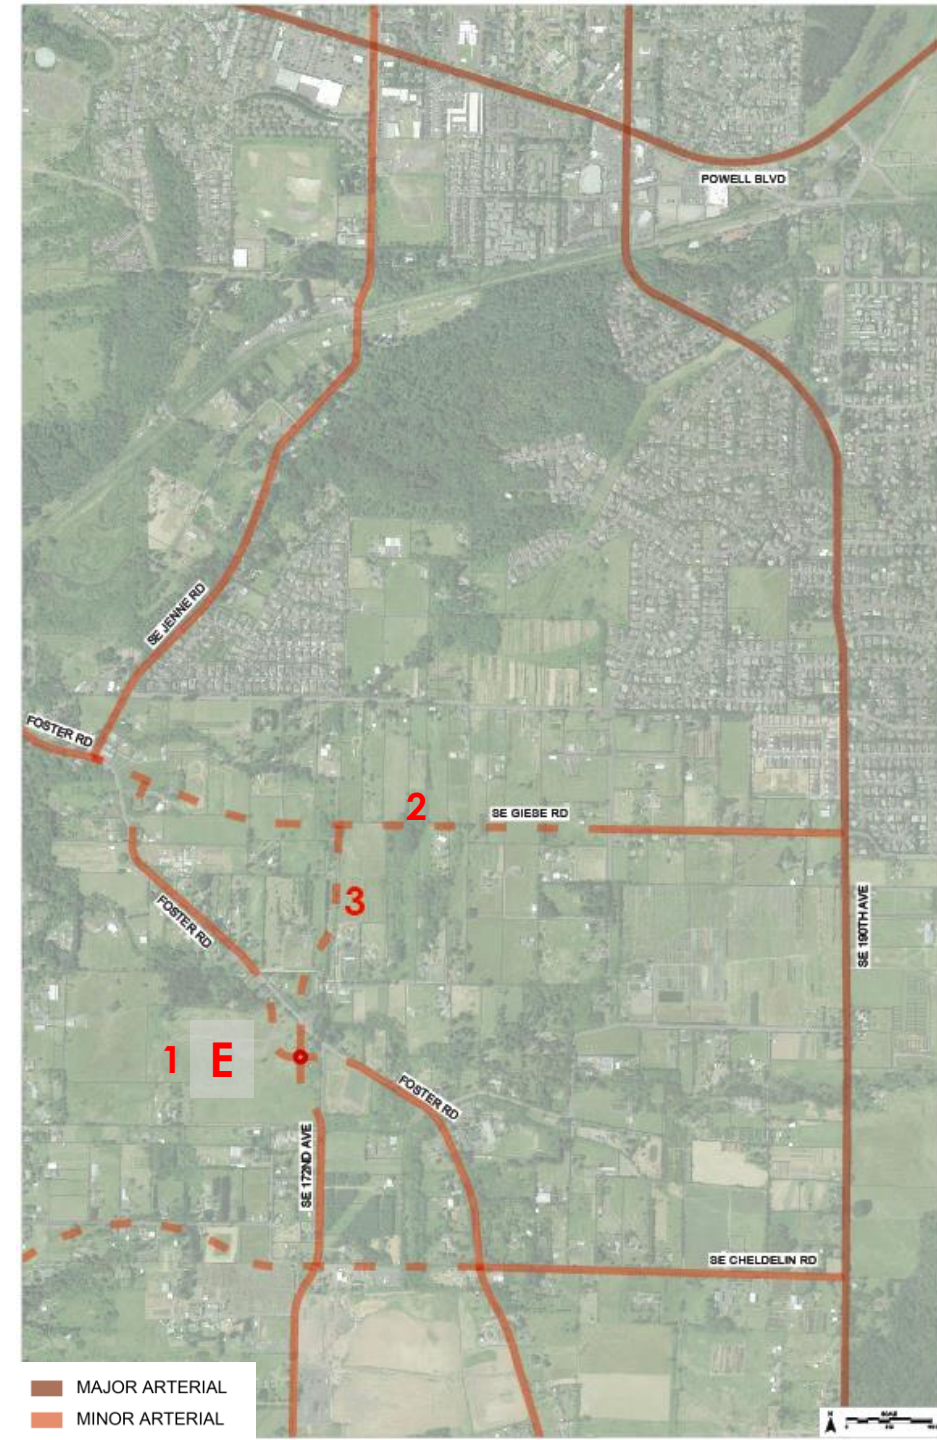 POWELL BLVD
SE JENNE RD
FOSTER RD
2
SE GIESE RD
3
FOSTER RD
SE 190TH AVE
1 E
FOSTER RD
SE 172ND AVE
SE CHELDELIN RD
MAJOR ARTERIAL
MINOR ARTERIAL
N
SCALE